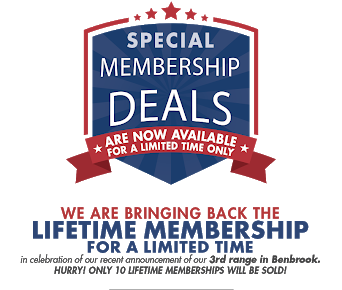 SPECIAL
MEMBERSHIP
DEALS
ARE NOW AVAILABLE
FOR A LIMITED TIME ONLY
WE ARE BRINGING BACK THE
LIFETIME MEMBERSHIP
FOR A LIMITED TIME
in celebration of our recent announcement of our 3rd range in Benbrook.
HURRY! ONLY 10 LIFETIME MEMBERSHIPS WILL BE SOLD!